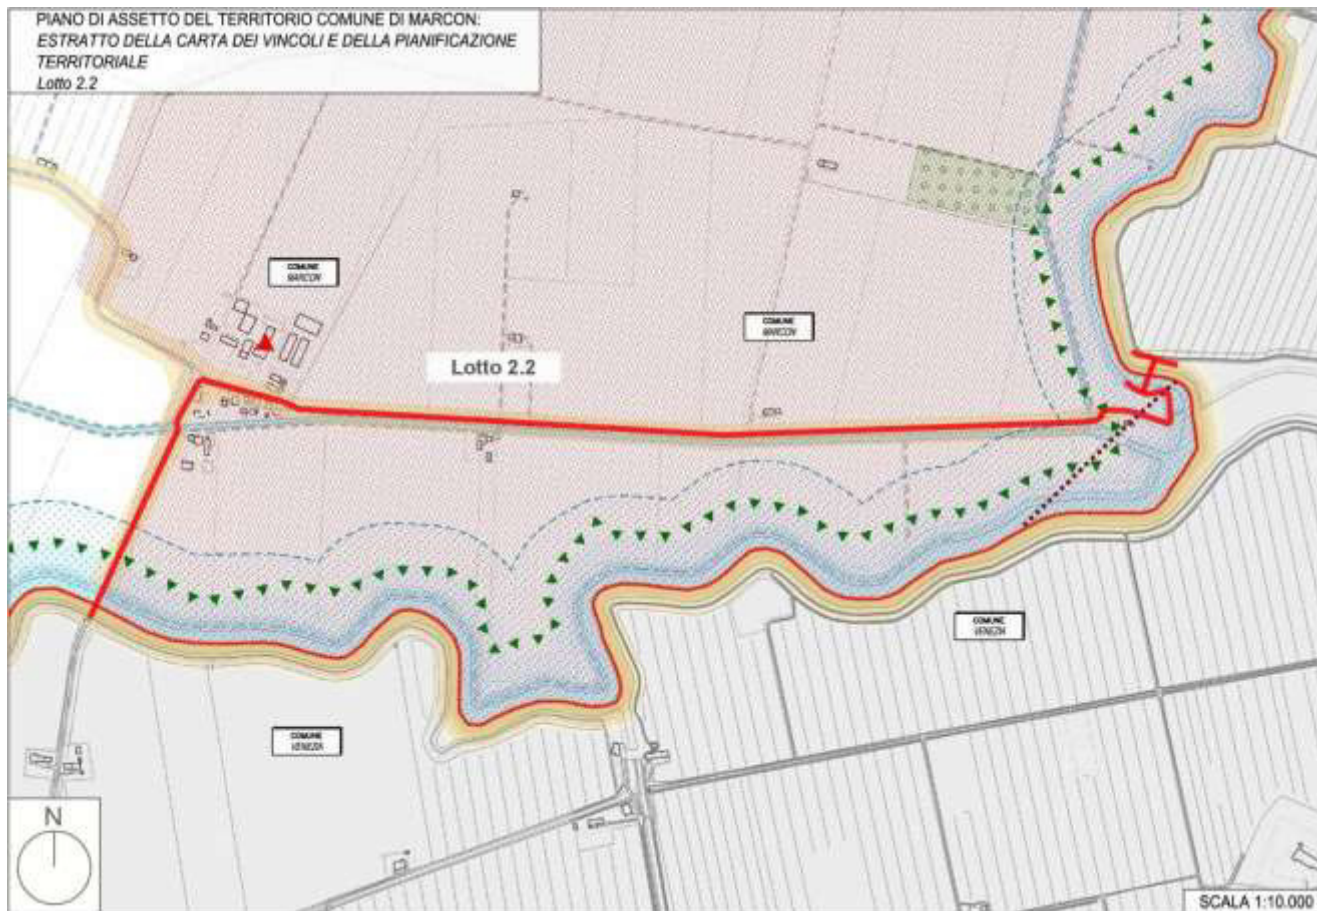 PIANO DI ASSETTO DEL TERRITORIO COMUNE DI MARCON:
ESTRATTO DELLA CARTA DEI VINCOLI E DELLA PIANIFICAZIONE
TERRITORIALE
Lotto 2.2
COMUNE
MARCON
COMUNE
MARCON
Lotto 2.2
COMUNE
VENEZIA
COMUNE
VENEZIA
N
SCALA 1:10.000